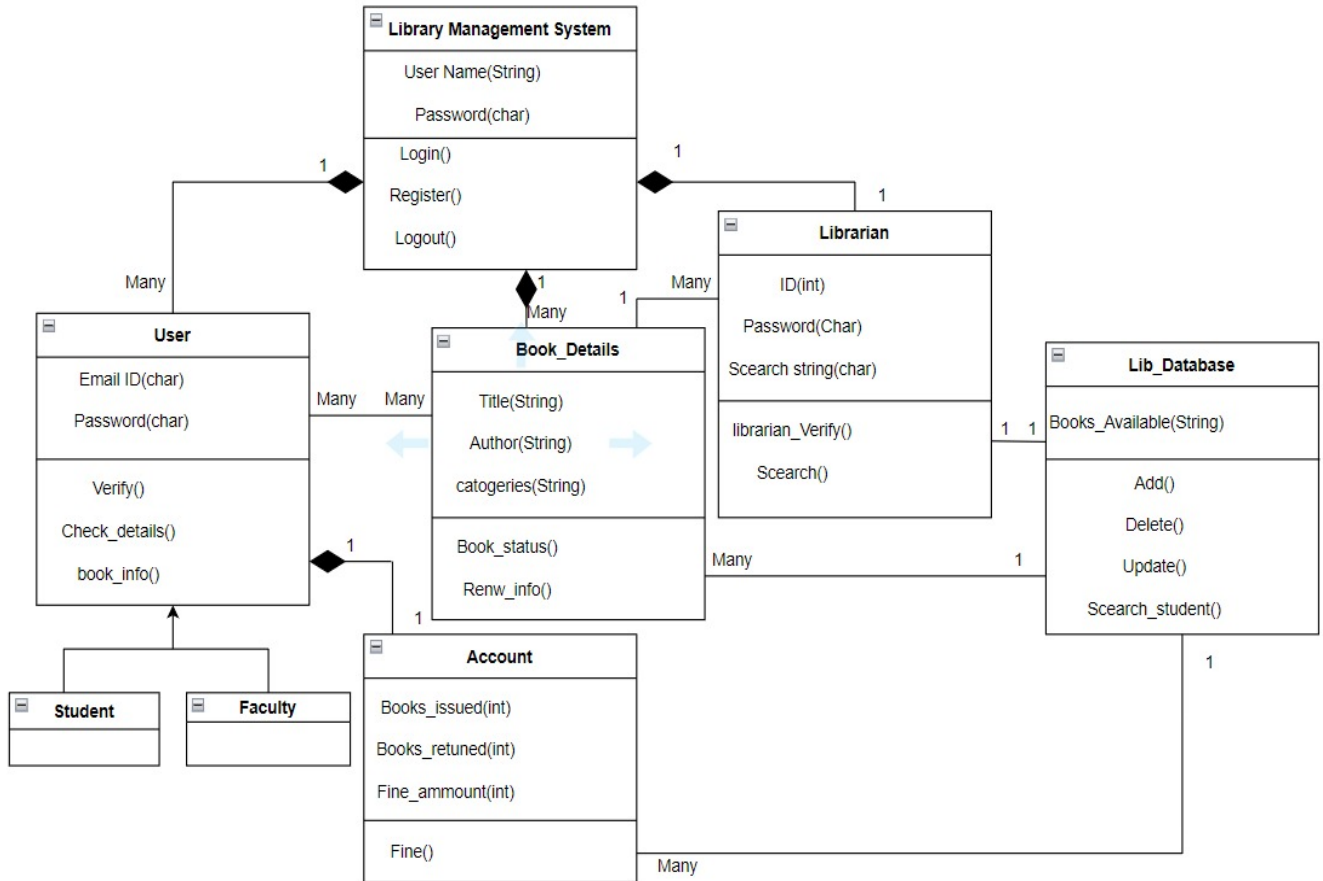 Library Management System
User Name(String)
Password(char)
Login()
Register()
Logout()
1
1
1
Many
1
Many
1
Many
Librarian
ID(int)
Password(Char)
Scearch string(char)
librarian_Verify()
Scearch()
User
Email ID(char)
Password(char)
Verify()
Check_details()
book_info()
Many
Many
Book_Details
Title(String)
Author(String)
catogeries(String)
Book_status()
Renw_info()
1
1
Lib_Database
Books_Available(String)
Add()
Delete()
Update()
Scearch_student()
Many
1
1
1
1
Student
Faculty
Account
Books_issued(int)
Books_retuned(int)
Fine_ammount(int)
Fine()
Many